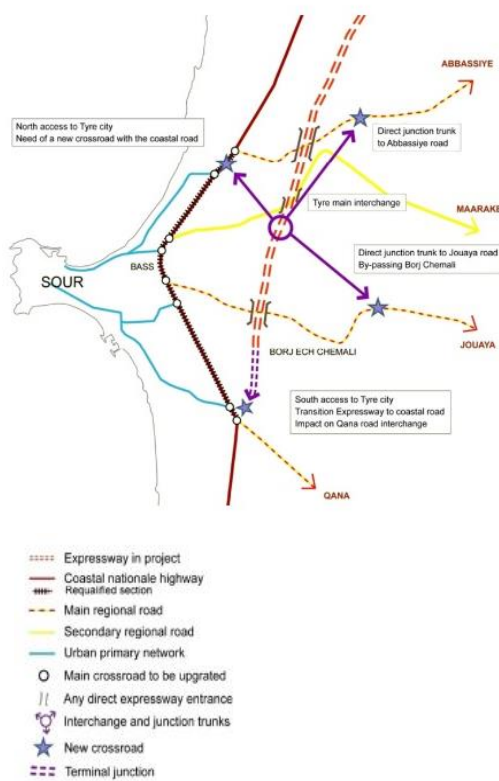 ABBASSIYE
North access to Tyre city
Need of a new crossroad with the coastal road
Direct junction trunk
to Abbassiye road
Tyre main interchange
MAARAKE
Direct junction trunk to Jouaya road
By-passing Borj Chemali
BASS
SOUR
JOUAYA
BORJ ECH CHEMALI
South access to Tyre city
Transition Expressway to coastal road
Impact on Qana road interchange
QANA
Expressway in project
Coastal nationale highway
Requalified section
Main regional road
Secondary regional road
Urban primary network
Main crossroad to be upgrated
Any direct expressway entrance
Interchange and junction trunks
New crossroad
Terminal junction